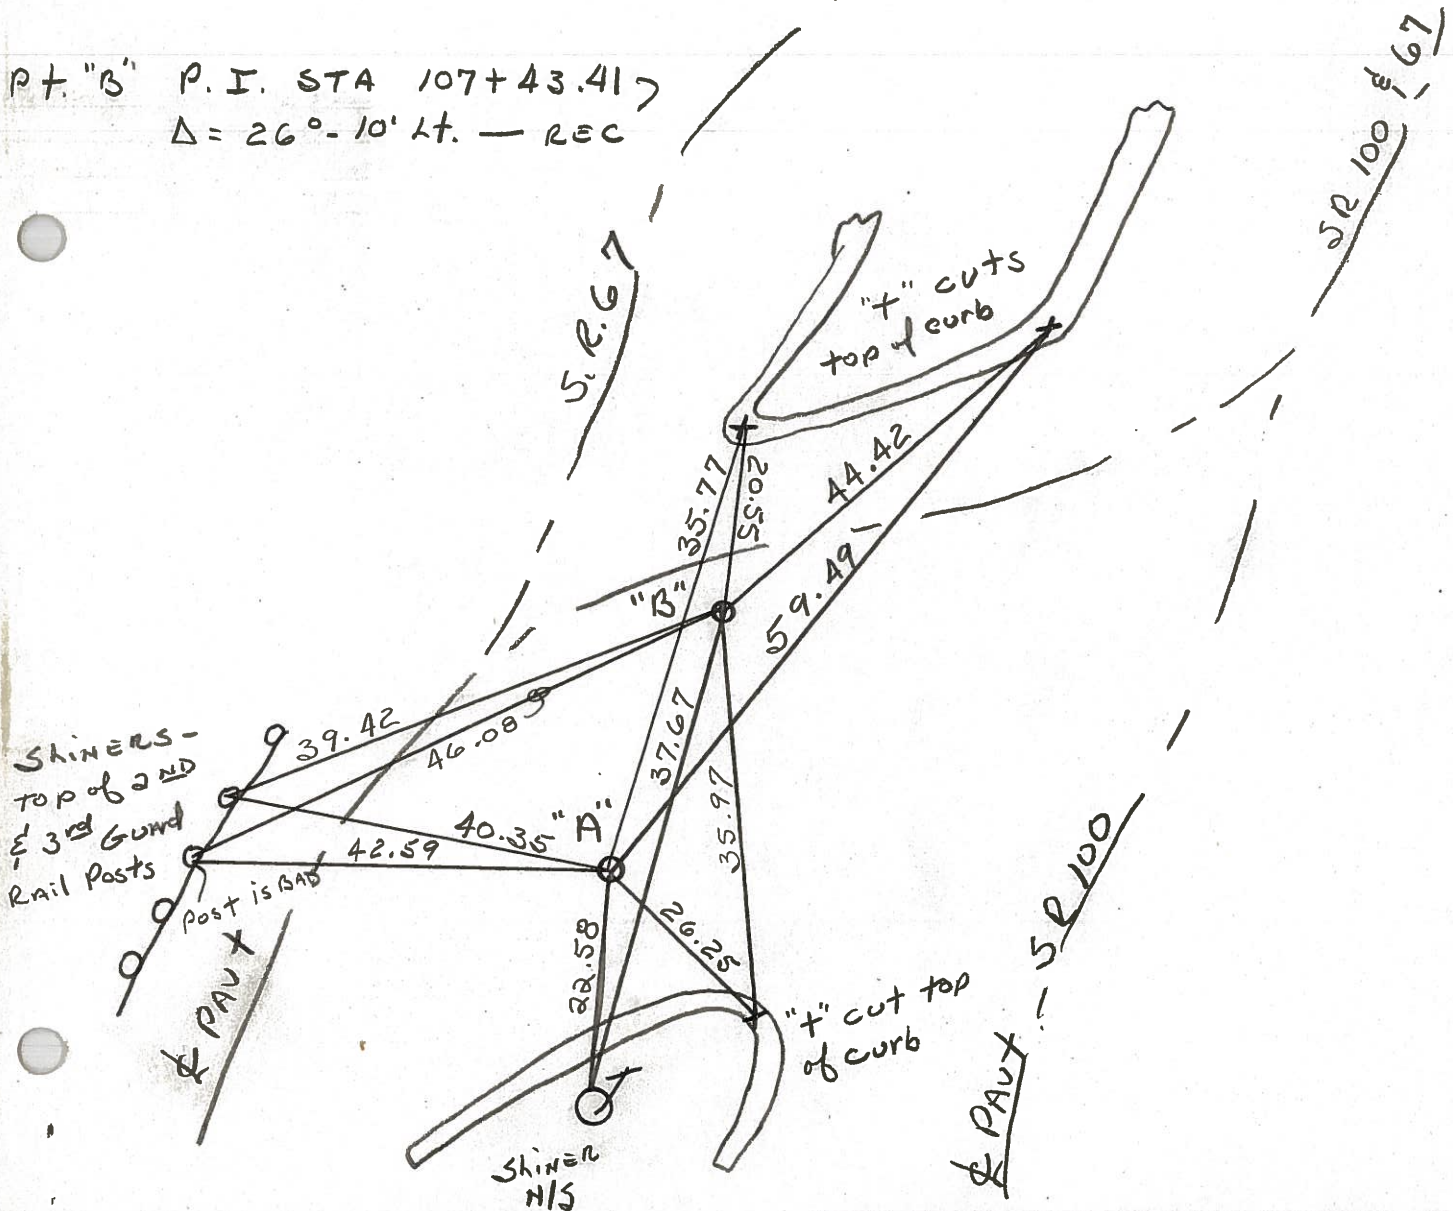 Pt. "B" P. I. STA 107+43.41
Δ = 26° - 10' Lt. — REC
S. R. 67
SR 100 & 67
"+" cuts
top of curb
35.77
20.55
44.42
59.49
"B"
39.42
46.08
37.67
35.97
SHINERS -
TOP of 2ND
& 3rd Guard
RAil Posts
40.35
"A"
42.59
Post is BAD
22.58
26.25
℄ PAVT
"+" cut top
of curb
SHiNER
N/S
℄ PAVT - SR 100